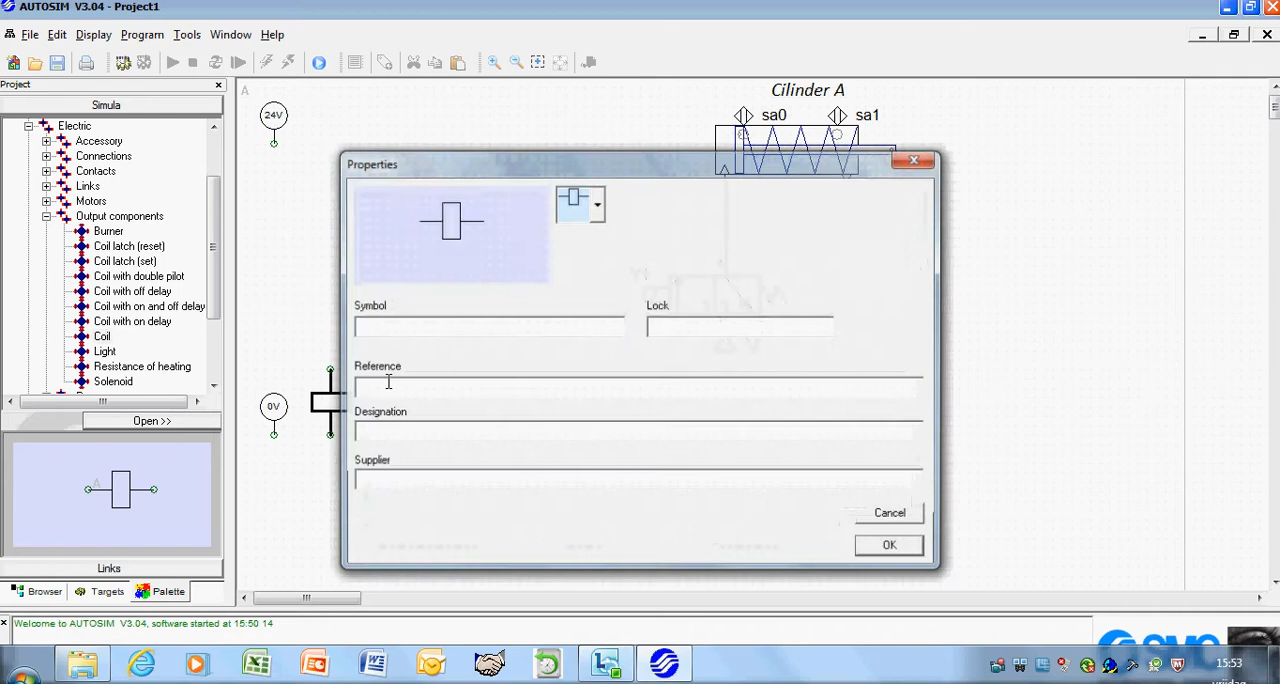 AUTOSIM V3.04 - Project1
File Edit Display Program Tools Window Help
Project
Simula
Electric
Accessory
Connections
Contacts
Links
Motors
Output components
Burner
Coil latch (reset)
Coil latch (set)
Coil with double pilot
Coil with off delay
Coil with on and off delay
Coil with on delay
Coil
Light
Resistance of heating
Solenoid
Open >>
A
Links
Browser Targets Palette
A
24V
0V
Cilinder A
sa0 sa1
Properties
Symbol Lock
Reference
Designation
Supplier
Cancel
OK
Welcome to AUTOSIM V3.04, software started at 15:50 14
SMC
15:53
vrijdag